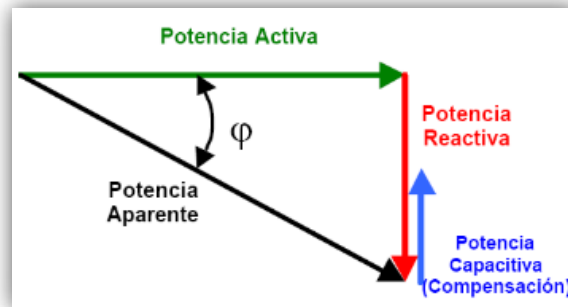 Potencia Activa
φ
Potencia
Reactiva
Potencia
Aparente
Potencia
Capacitiva
(Compensación)